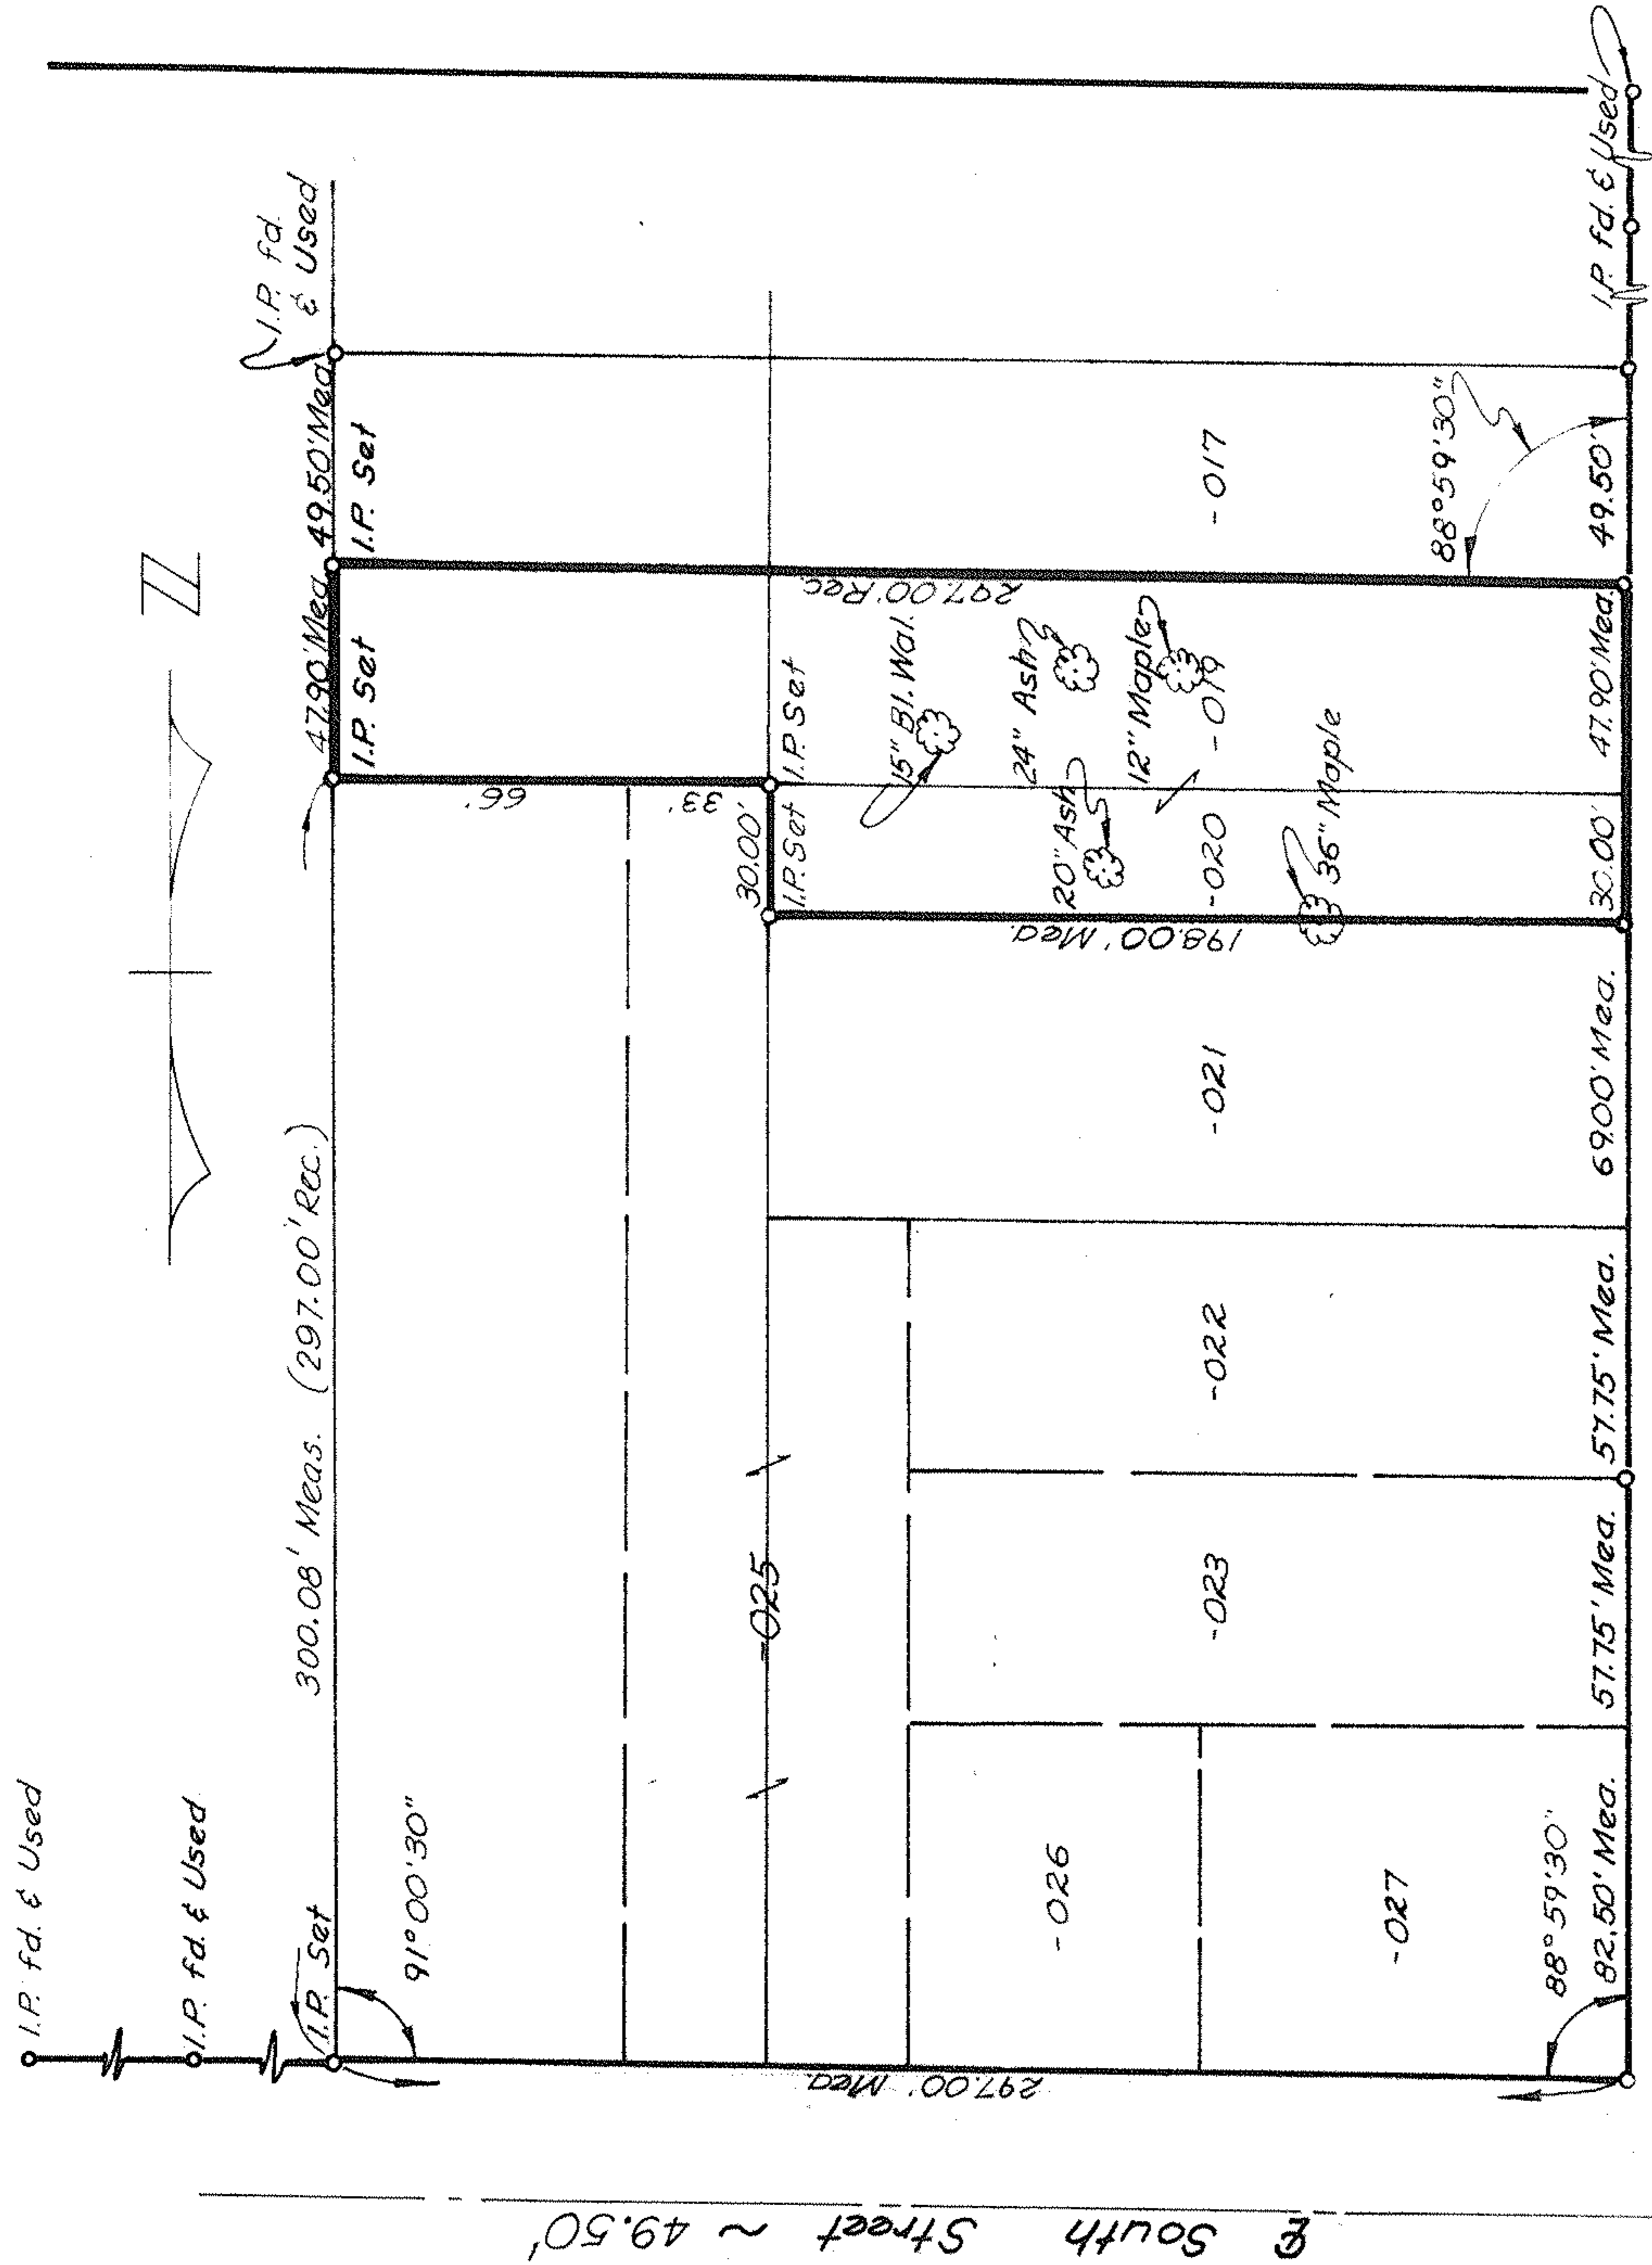 I.P. fd. & Used
I.P. fd. & Used
I.P. Set
300.08' Meas. (297.00' Rec.)
91°00'30"
N
47.90' Mea.
49.50' Mea.
I.P. fd.
& Used
I.P. Set
I.P. Set
66'
33'
30.00'
I.P. Set
I.P. Set
297.00' Rec.
15" Bl. Wal.
24" Ash
20" Ash
12" Maple
36" Maple
-020
-019
-017
198.00' Mea.
88°59'30"
-021
-022
-023
-025
-026
-027
297.00' Mea.
88°59'30"
82.50' Mea.
57.75' Mea.
57.75' Mea.
69.00' Mea.
30.00'
47.90' Mea.
49.50'
I.P. fd. & Used
℄ South Street ~ 49.50'